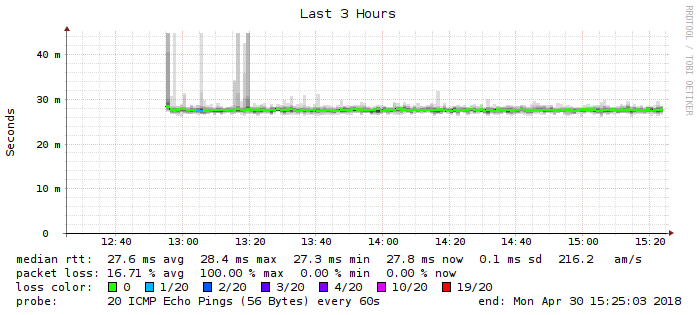 Last 3 Hours
RRDTOOL / TOBI OETIKER
Seconds
40 m
30 m
20 m
10 m
0
12:40 13:00 13:20 13:40 14:00 14:20 14:40 15:00 15:20
median rtt: 27.6 ms avg 28.4 ms max 27.3 ms min 27.8 ms now 0.1 ms sd 216.2 am/s
packet loss: 16.71 % avg 100.00 % max 0.00 % min 0.00 % now
loss color: 0 1/20 2/20 3/20 4/20 10/20 19/20
probe: 20 ICMP Echo Pings (56 Bytes) every 60s end: Mon Apr 30 15:25:03 2018